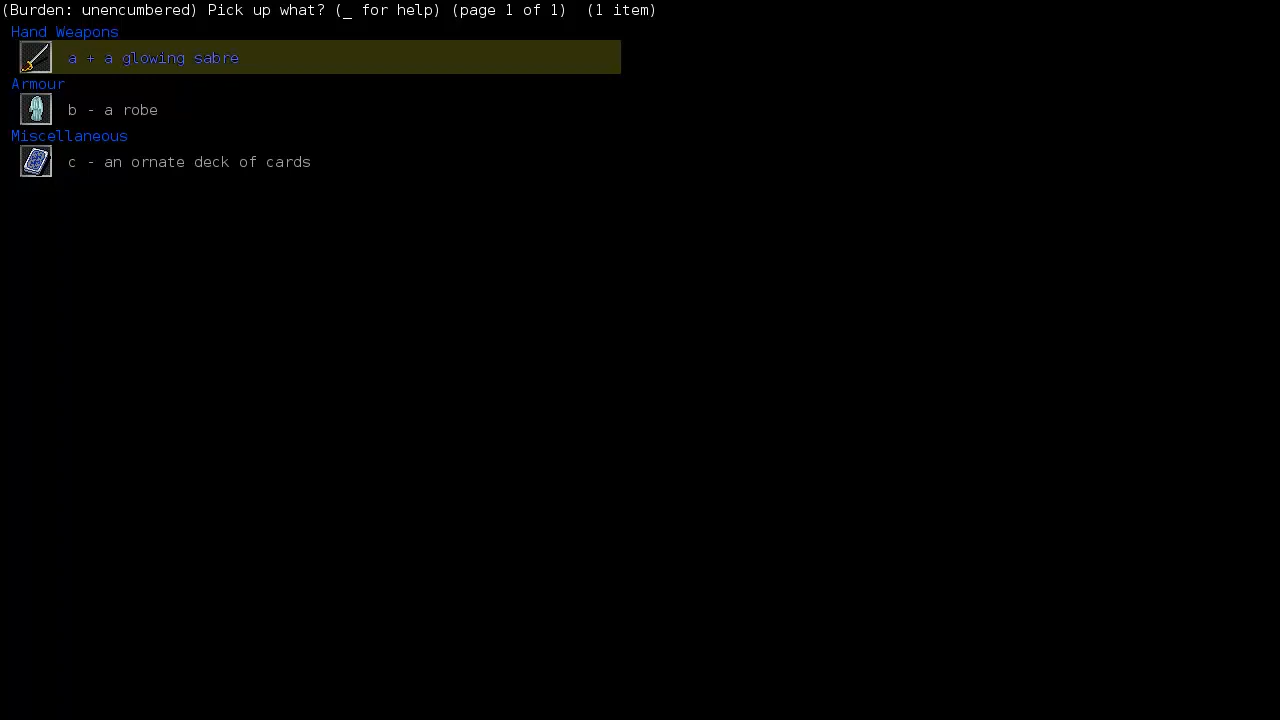 (Burden: unencumbered) Pick up what? (_ for help) (page 1 of 1)  (1 item)
Hand Weapons
a + a glowing sabre
Armour
b - a robe
Miscellaneous
c - an ornate deck of cards